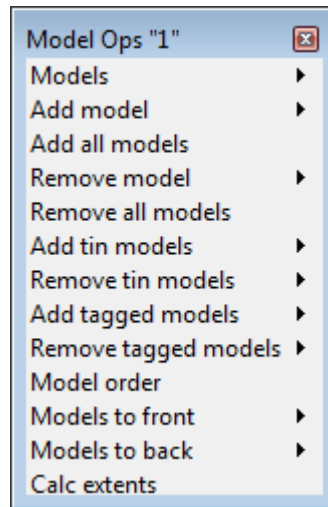 Model Ops "1"
Models
Add model
Add all models
Remove model
Remove all models
Add tin models
Remove tin models
Add tagged models
Remove tagged models
Model order
Models to front
Models to back
Calc extents